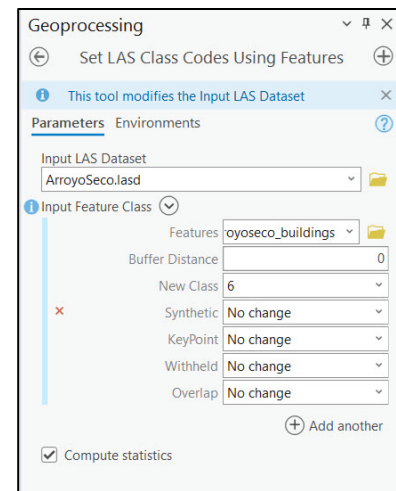 Geoprocessing
Set LAS Class Codes Using Features
This tool modifies the Input LAS Dataset
Parameters Environments
Input LAS Dataset
ArroyoSeco.lasd
Input Feature Class
Features royoseco_buildings
Buffer Distance 0
New Class 6
Synthetic No change
KeyPoint No change
Withheld No change
Overlap No change
Add another
Compute statistics